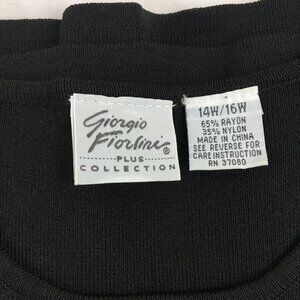 Giorgio
Fiorlini®
PLUS
COLLECTION
14W/16W
65% RAYON
35% NYLON
MADE IN CHINA
SEE REVERSE FOR
CARE INSTRUCTION
RN 37080